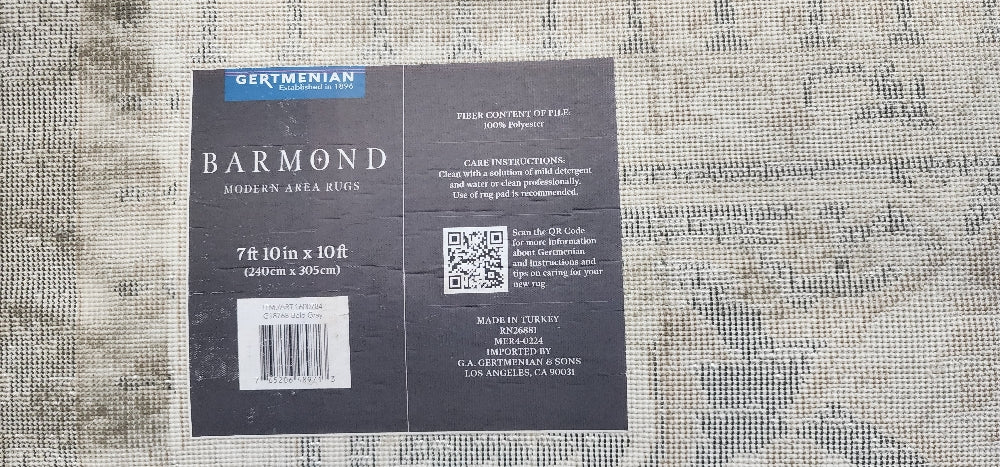 GERTMENIAN
Established in 1896
BARMOND
MODERN AREA RUGS
7ft 10in x 10ft
(240cm x 305cm)
Gray
FIBER CONTENT OF PILE:
100% Polyester
CARE INSTRUCTIONS:
Clean with a solution of mild detergent
and water or clean professionally.
Use of rug pad is recommended.
Scan the QR Code
for more information
about Gertmenian
and instructions and
tips on caring for your
new rug.
MADE IN TURKEY
RN26881
MER4-0224
IMPORTED BY
G.A. GERTMENIAN & SONS
LOS ANGELES, CA 90031